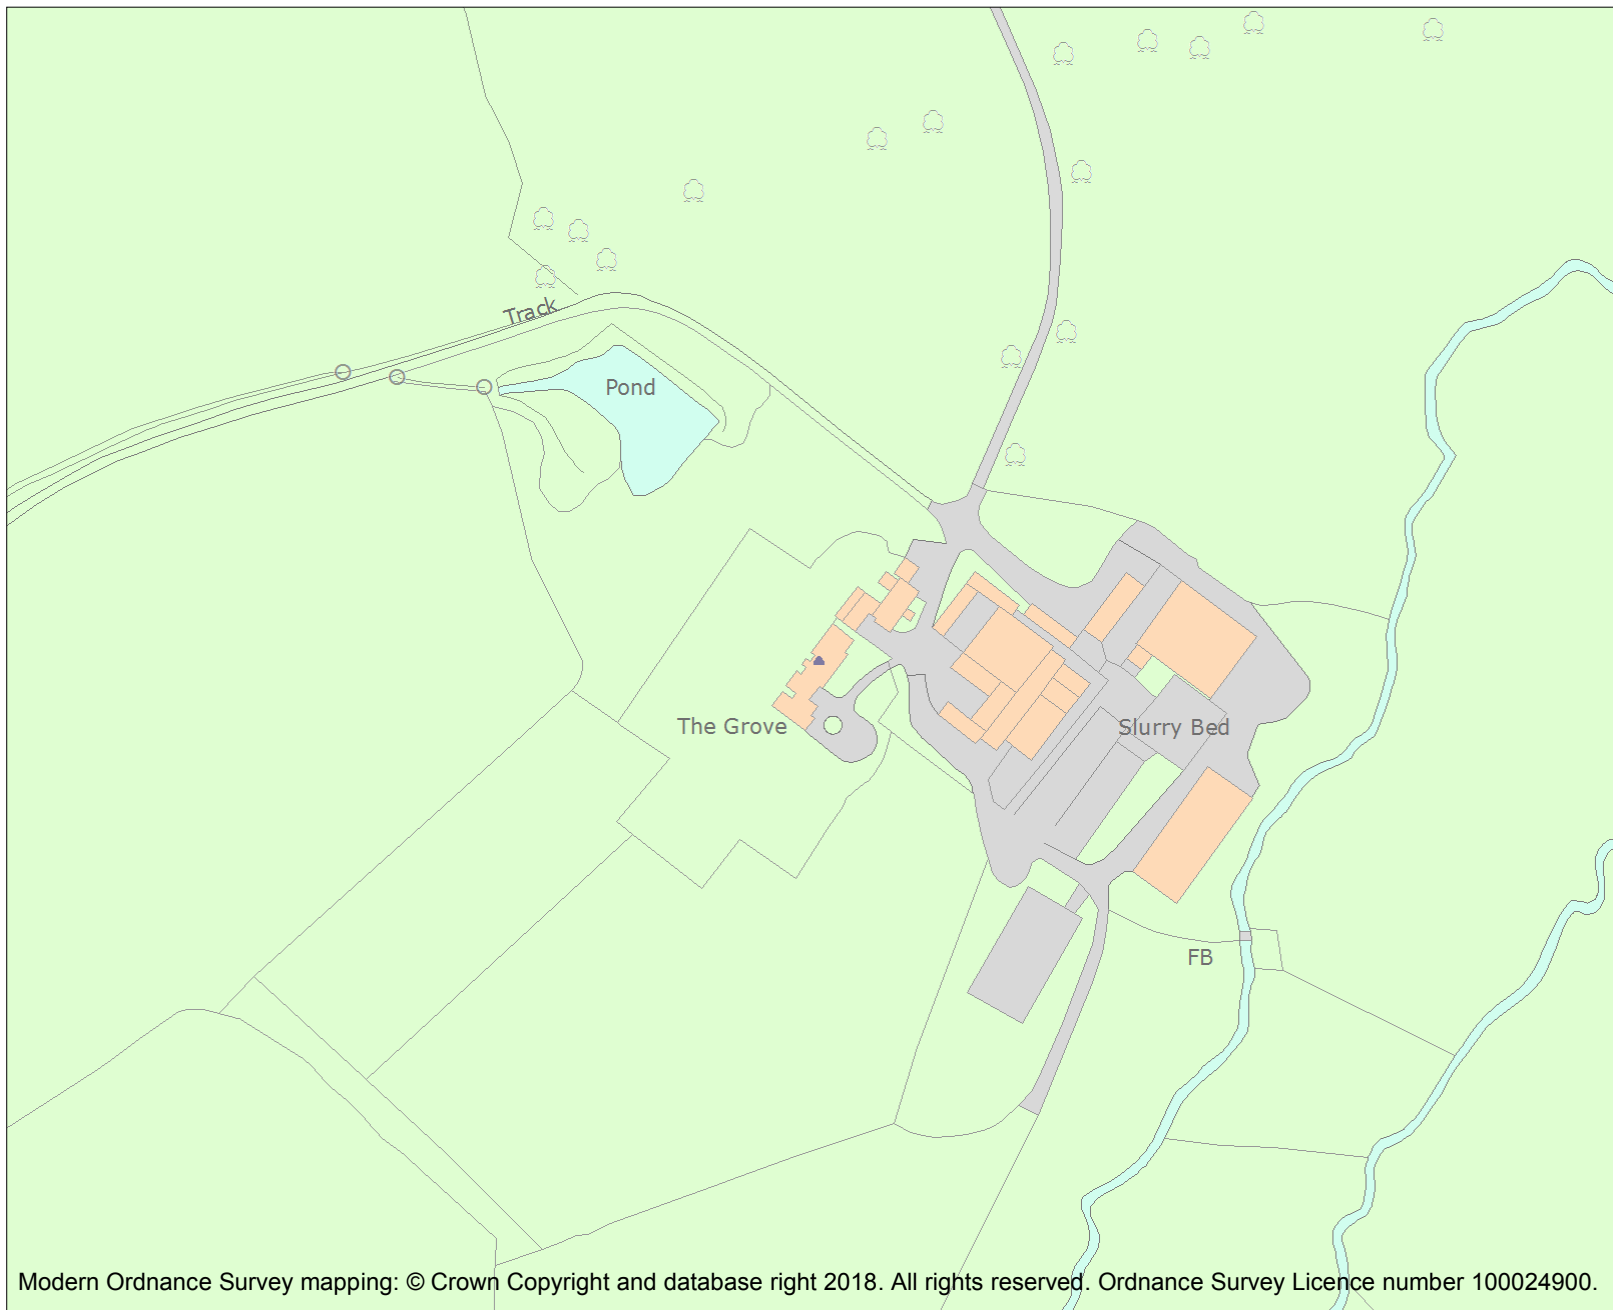 Track
Pond
The Grove
Slurry Bed
FB
Modern Ordnance Survey mapping: © Crown Copyright and database right 2018. All rights reserved. Ordnance Survey Licence number 100024900.